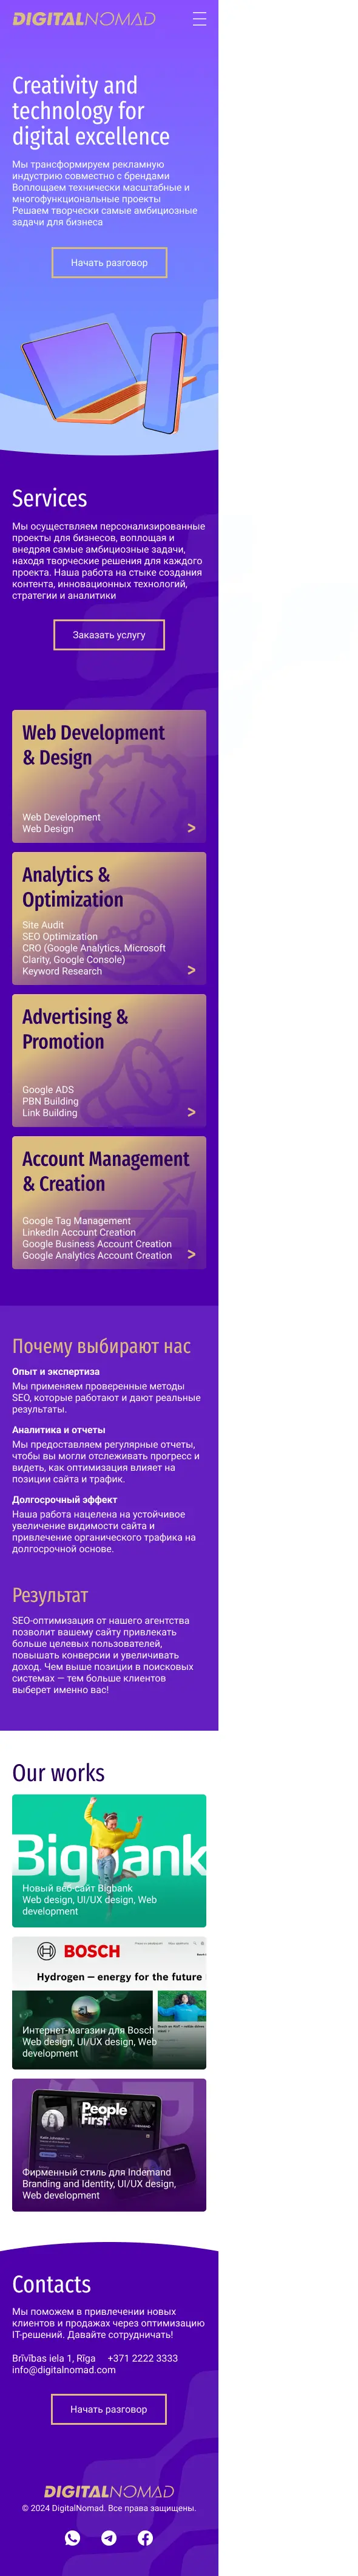 DIGITALNOMAD
Creativity and
technology for
digital excellence
Мы трансформируем рекламную
индустрию совместно с брендами
Воплощаем технически масштабные и
многофункциональные проекты
Решаем творчески самые амбициозные
задачи для бизнеса
Начать разговор
Services
Мы осуществляем персонализированные
проекты для бизнесов, воплощая и
внедряя самые амбициозные задачи,
находя творческие решения для каждого
проекта. Наша работа на стыке создания
контента, инновационных технологий,
стратегии и аналитики
Заказать услугу
Web Development
& Design
Web Development
Web Design
>
Analytics &
Optimization
Site Audit
SEO Optimization
CRO (Google Analytics, Microsoft
Clarity, Google Console)
Keyword Research
>
Advertising &
Promotion
Google ADS
PBN Building
Link Building
>
Account Management
& Creation
Google Tag Management
LinkedIn Account Creation
Google Business Account Creation
Google Analytics Account Creation
>
Почему выбирают нас
Опыт и экспертиза
Мы применяем проверенные методы
SEO, которые работают и дают реальные
результаты.
Аналитика и отчеты
Мы предоставляем регулярные отчеты,
чтобы вы могли отслеживать прогресс и
видеть, как оптимизация влияет на
позиции сайта и трафик.
Долгосрочный эффект
Наша работа нацелена на устойчивое
увеличение видимости сайта и
привлечение органического трафика на
долгосрочной основе.
Результат
SEO-оптимизация от нашего агентства
позволит вашему сайту привлекать
больше целевых пользователей,
повышать конверсии и увеличивать
доход. Чем выше позиции в поисковых
системах — тем больше клиентов
выберет именно вас!
Our works
Bigbank
Новый веб-сайт Bigbank
Web design, UI/UX design, Web
development
BOSCH
Hydrogen — energy for the future
Интернет-магазин для Bosch
Web design, UI/UX design, Web
development
People
First
Фирменный стиль для Indemand
Branding and Identity, UI/UX design,
Web development
Contacts
Мы поможем в привлечении новых
клиентов и продажах через оптимизацию
IT-решений. Давайте сотрудничать!
Brīvības iela 1, Rīga +371 2222 3333
info@digitalnomad.com
Начать разговор
DIGITALNOMAD
© 2024 DigitalNomad. Все права защищены.